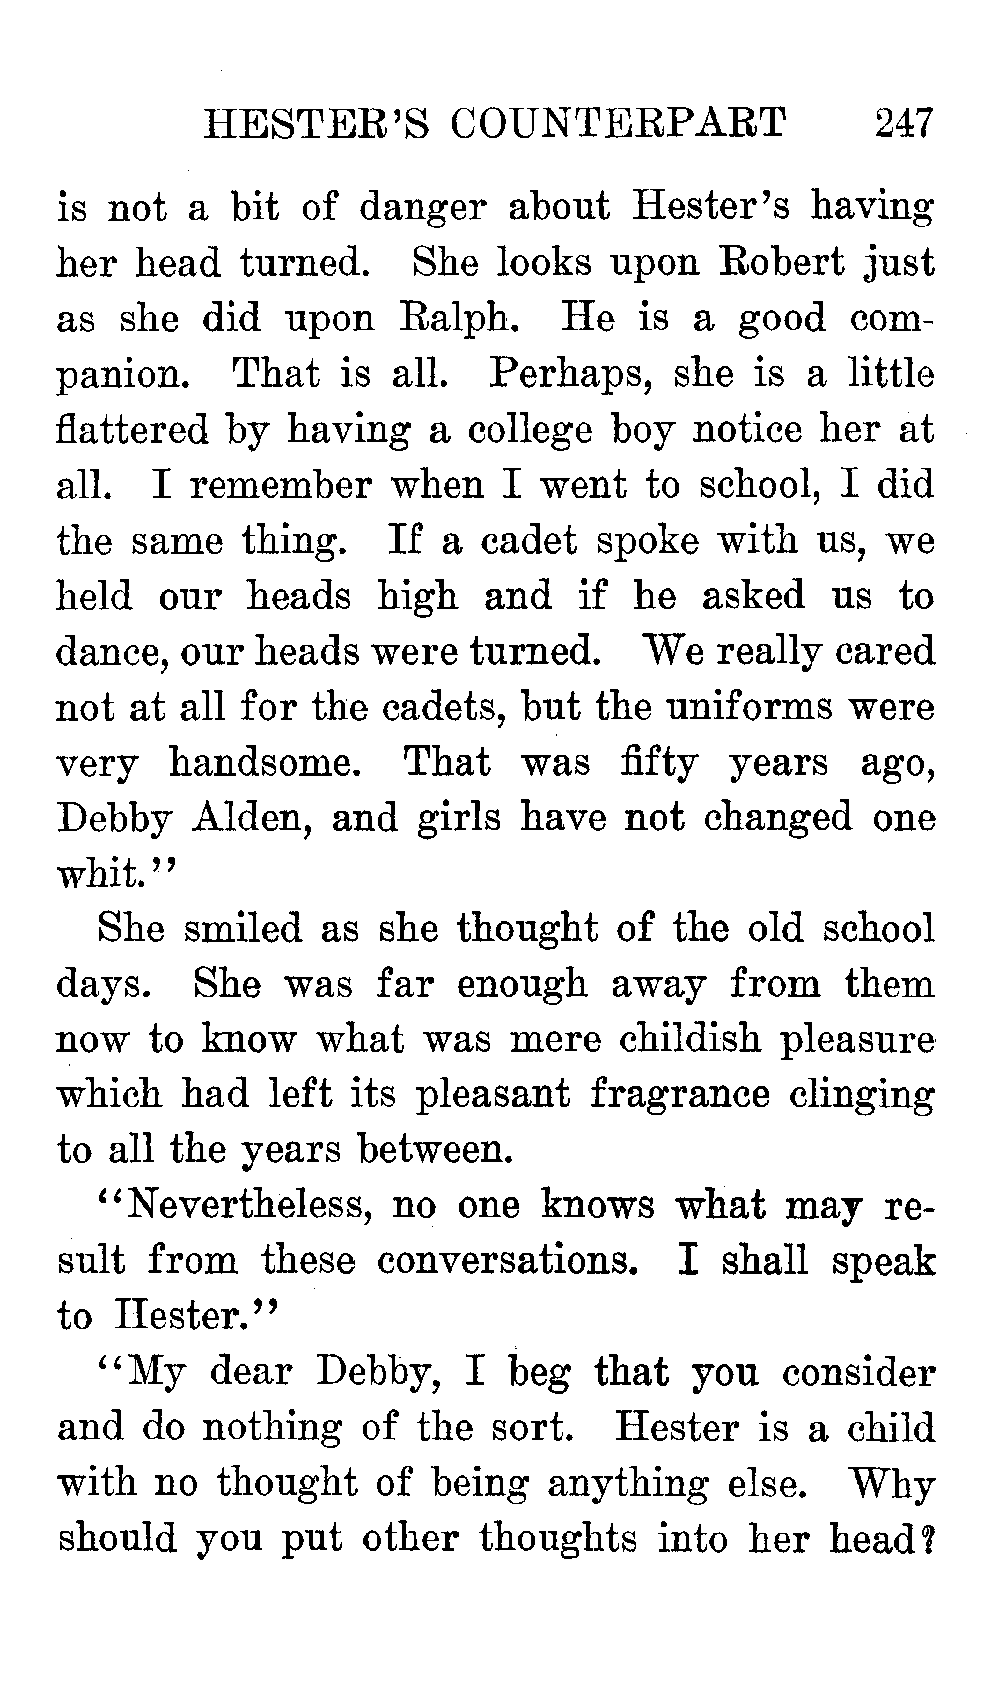 HESTER'S COUNTERPART 247
is not a bit of danger about Hester's having
her head turned. She looks upon Robert just
as she did upon Ralph. He is a good com-
panion. That is all. Perhaps, she is a little
flattered by having a college boy notice her at
all. I remember when I went to school, I did
the same thing. If a cadet spoke with us, we
held our heads high and if he asked us to
dance, our heads were turned. We really cared
not at all for the cadets, but the uniforms were
very handsome. That was fifty years ago,
Debby Alden, and girls have not changed one
whit."
She smiled as she thought of the old school
days. She was far enough away from them
now to know what was mere childish pleasure
which had left its pleasant fragrance clinging
to all the years between.
"Nevertheless, no one knows what may re-
sult from these conversations. I shall speak
to Hester."
"My dear Debby, I beg that you consider
and do nothing of the sort. Hester is a child
with no thought of being anything else. Why
should you put other thoughts into her head?